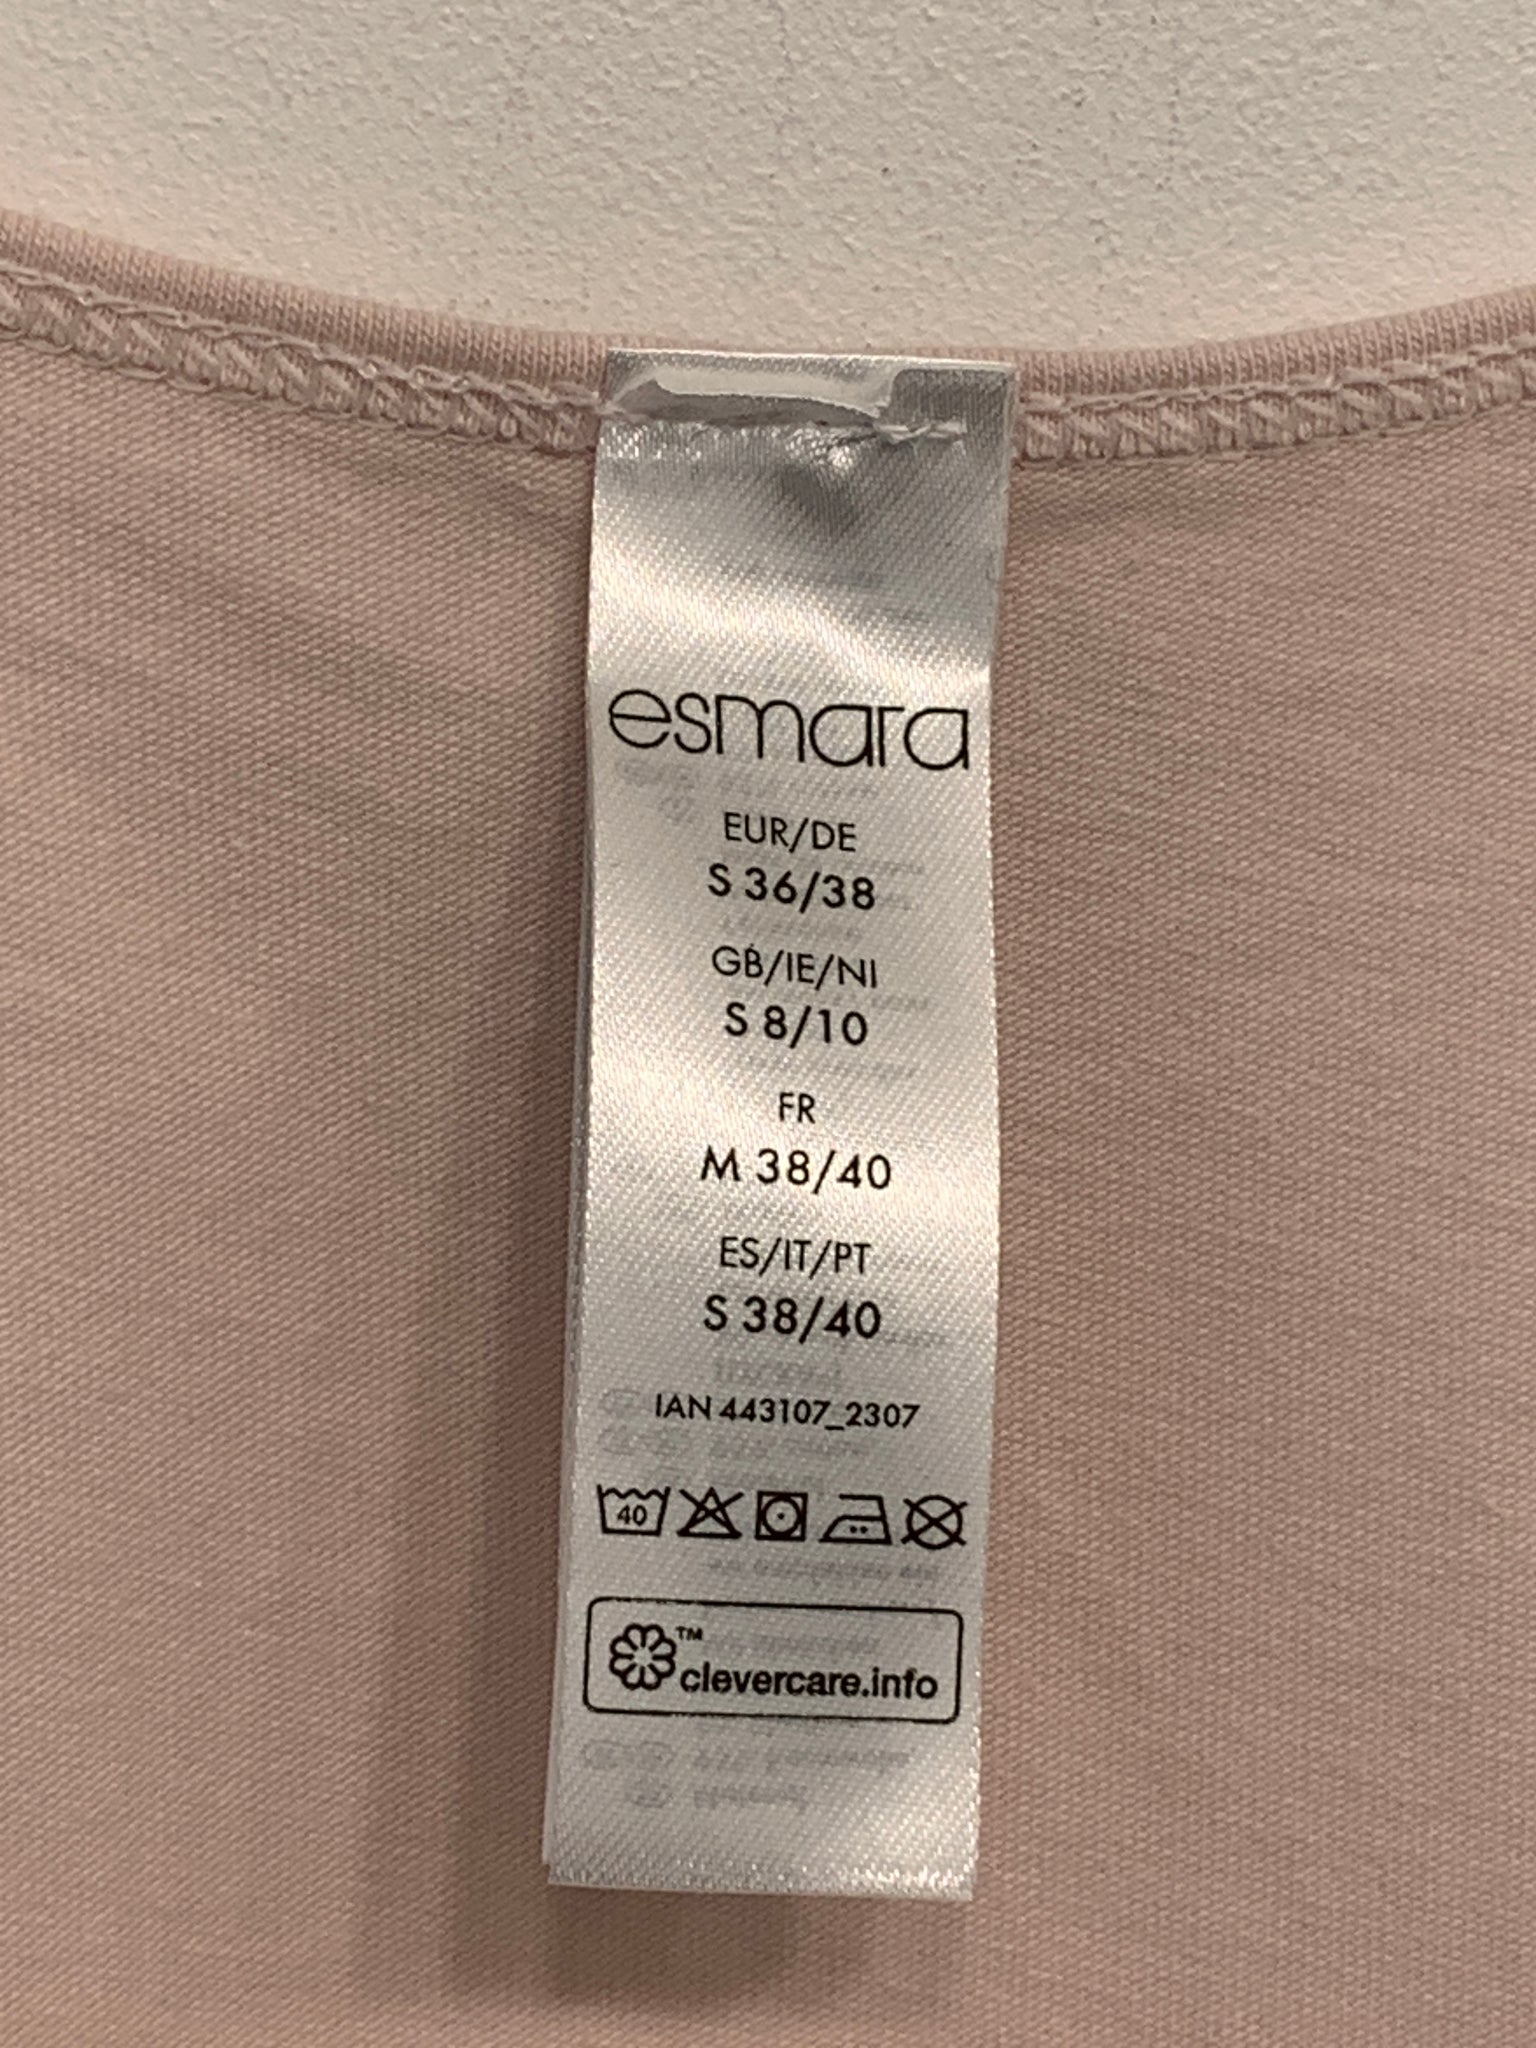 esmara
EUR/DE
S 36/38
GB/IE/NI
S 8/10
FR
M 38/40
ES/IT/PT
S 38/40
IAN 443107_2307
40
™
clevercare.info